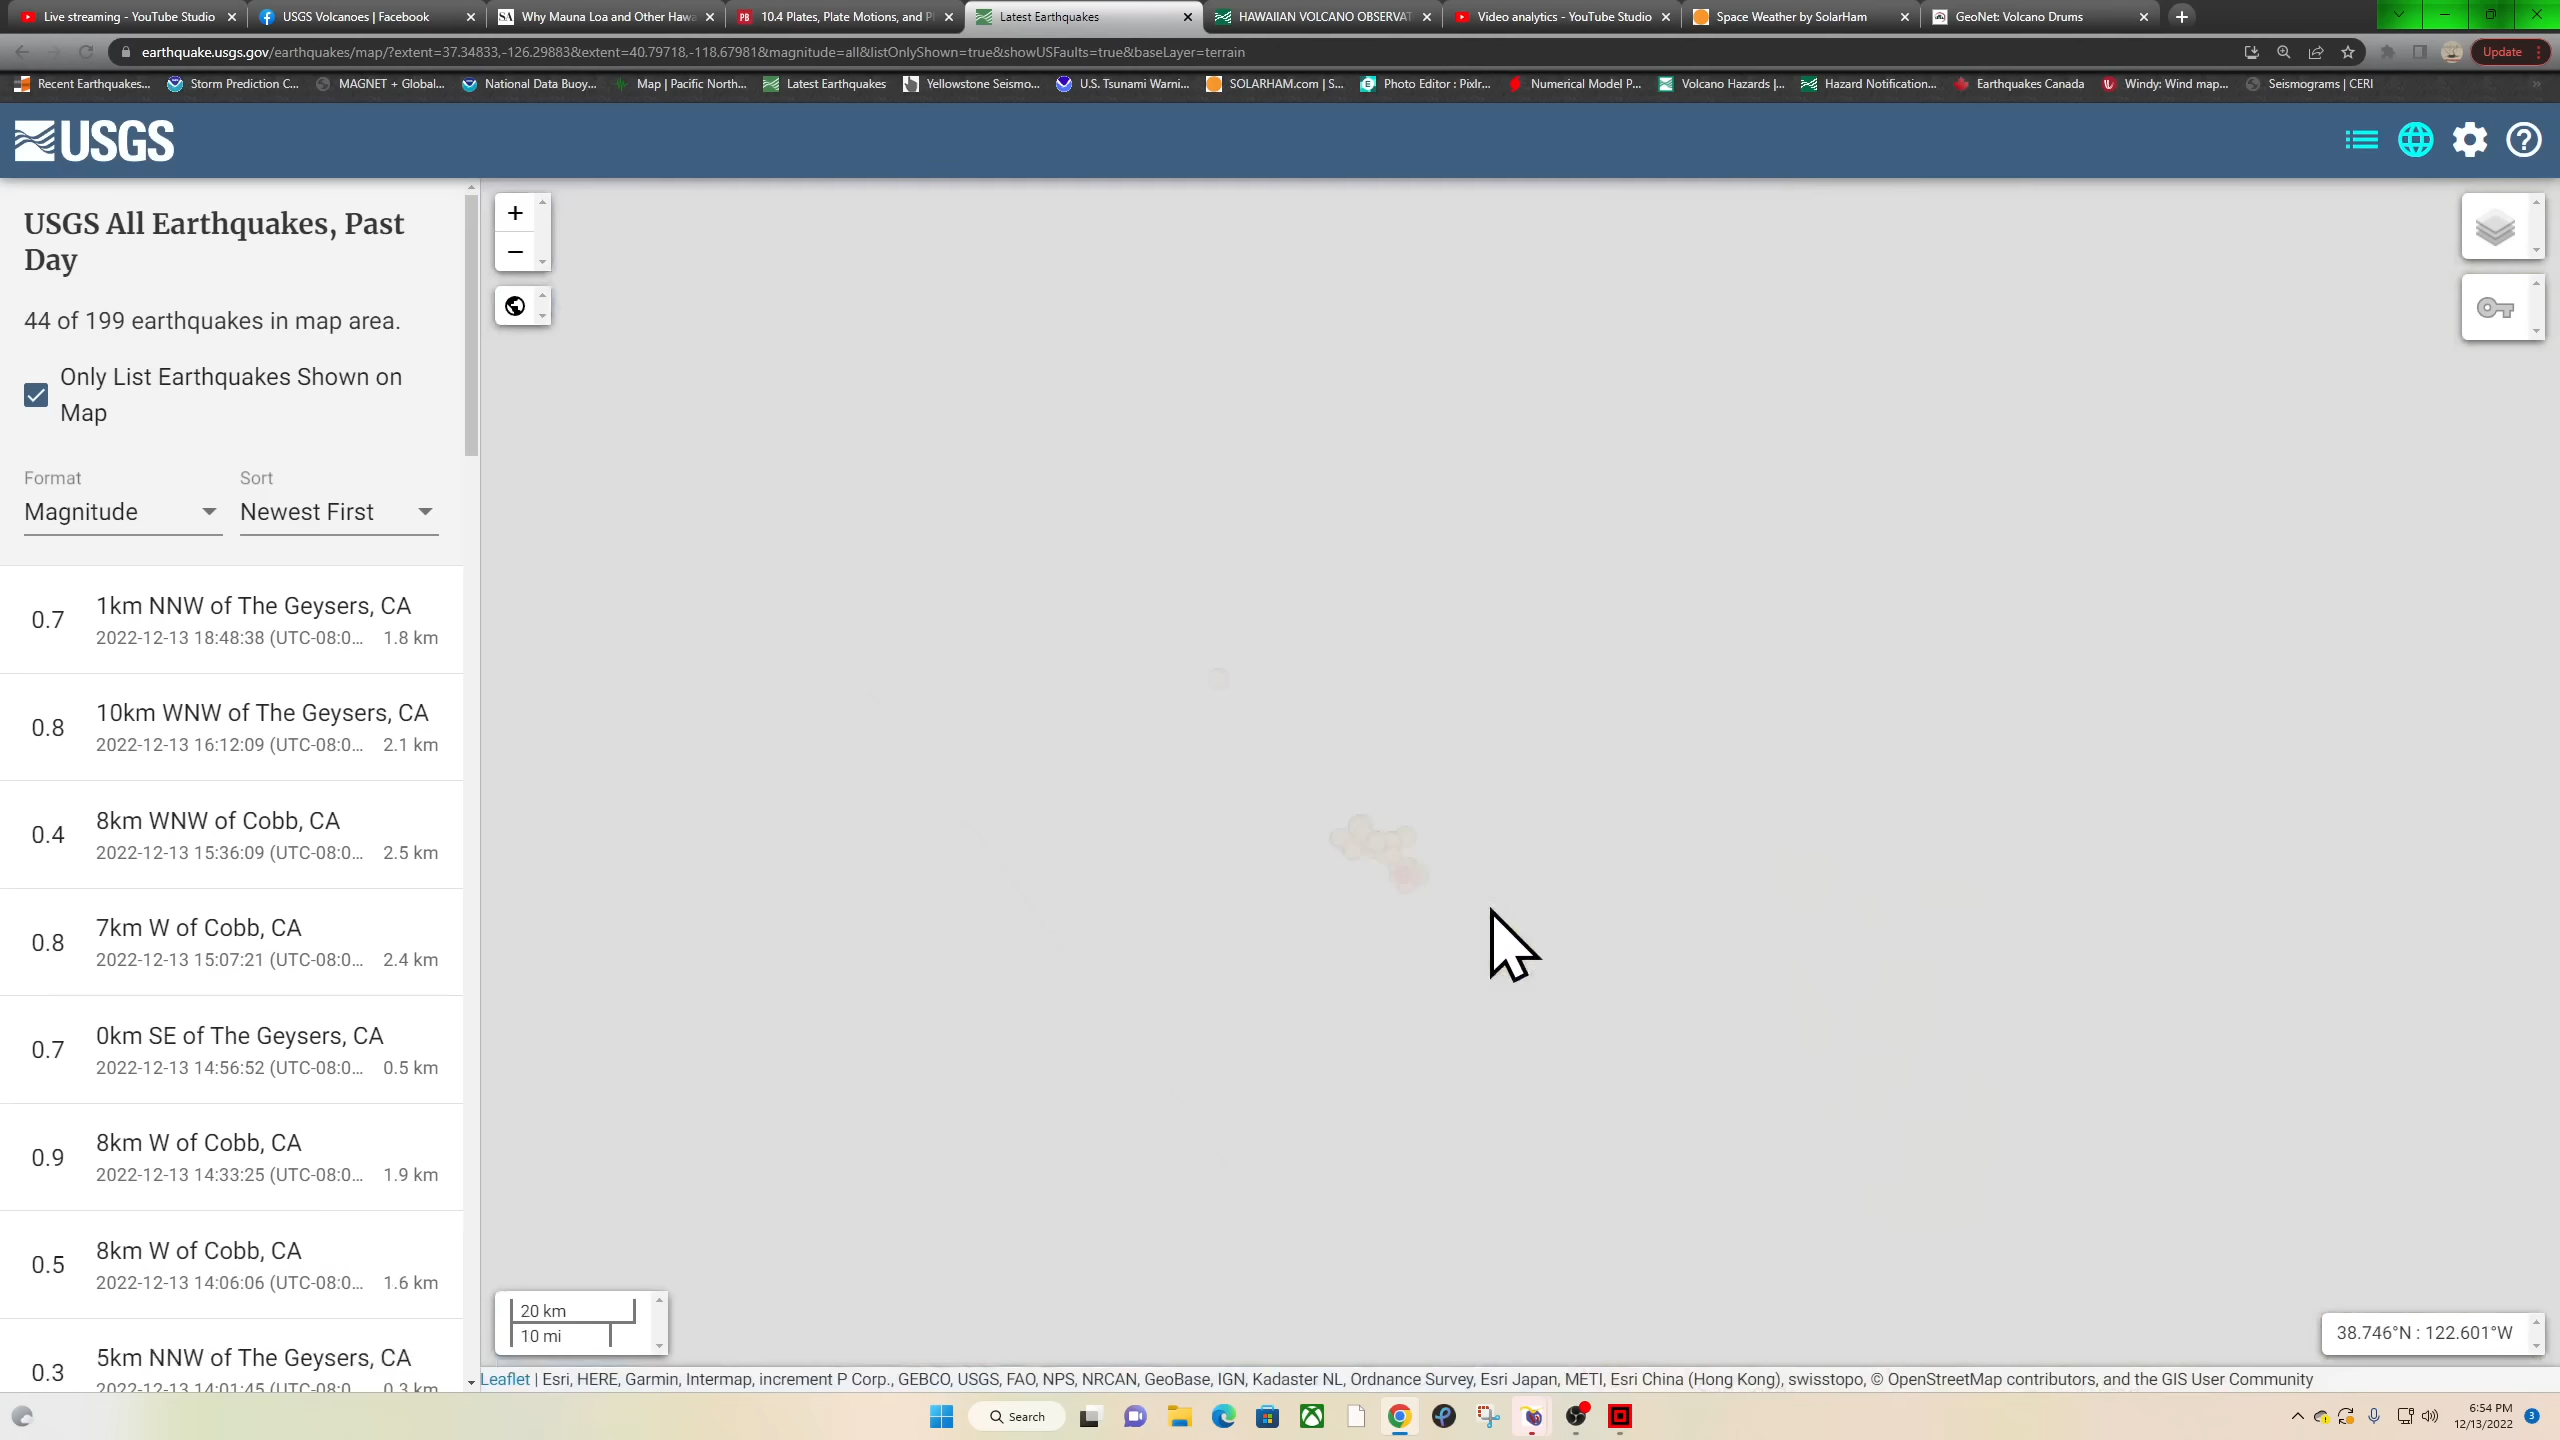 Live streaming - YouTube Studio
USGS Volcanoes | Facebook
Why Mauna Loa and Other Hawa
10.4 Plates, Plate Motions, and Pl
Latest Earthquakes
HAWAIIAN VOLCANO OBSERVAT
Video analytics - YouTube Studio
Space Weather by SolarHam
GeoNet: Volcano Drums
earthquake.usgs.gov/earthquakes/map/?extent=37.34833,-126.29883&extent=40.79718,-118.67981&magnitude=all&listOnlyShown=true&showUSFaults=true&baseLayer=terrain
Update
Recent Earthquakes...
Storm Prediction C...
MAGNET + Global...
National Data Buoy...
Map | Pacific North...
Latest Earthquakes
Yellowstone Seismo...
U.S. Tsunami Warni...
SOLARHAM.com | S...
Photo Editor : Pixlr...
Numerical Model P...
Volcano Hazards |...
Hazard Notification...
Earthquakes Canada
Windy: Wind map...
Seismograms | CERI
USGS
USGS All Earthquakes, Past
Day
44 of 199 earthquakes in map area.
Only List Earthquakes Shown on
Map
Format
Sort
Magnitude
Newest First
0.7
1km NNW of The Geysers, CA
2022-12-13 18:48:38 (UTC-08:0... 1.8 km
0.8
10km WNW of The Geysers, CA
2022-12-13 16:12:09 (UTC-08:0... 2.1 km
0.4
8km WNW of Cobb, CA
2022-12-13 15:36:09 (UTC-08:0... 2.5 km
0.8
7km W of Cobb, CA
2022-12-13 15:07:21 (UTC-08:0... 2.4 km
0.7
0km SE of The Geysers, CA
2022-12-13 14:56:52 (UTC-08:0... 0.5 km
0.9
8km W of Cobb, CA
2022-12-13 14:33:25 (UTC-08:0... 1.9 km
0.5
8km W of Cobb, CA
2022-12-13 14:06:06 (UTC-08:0... 1.6 km
0.3
5km NNW of The Geysers, CA
2022-12-13 14:01:45 (UTC-08:0 0.3 km
20 km
10 mi
38.746°N : 122.601°W
Leaflet | Esri, HERE, Garmin, Intermap, increment P Corp., GEBCO, USGS, FAO, NPS, NRCAN, GeoBase, IGN, Kadaster NL, Ordnance Survey, Esri Japan, METI, Esri China (Hong Kong), swisstopo, © OpenStreetMap contributors, and the GIS User Community
Search
6:54 PM
12/13/2022
3